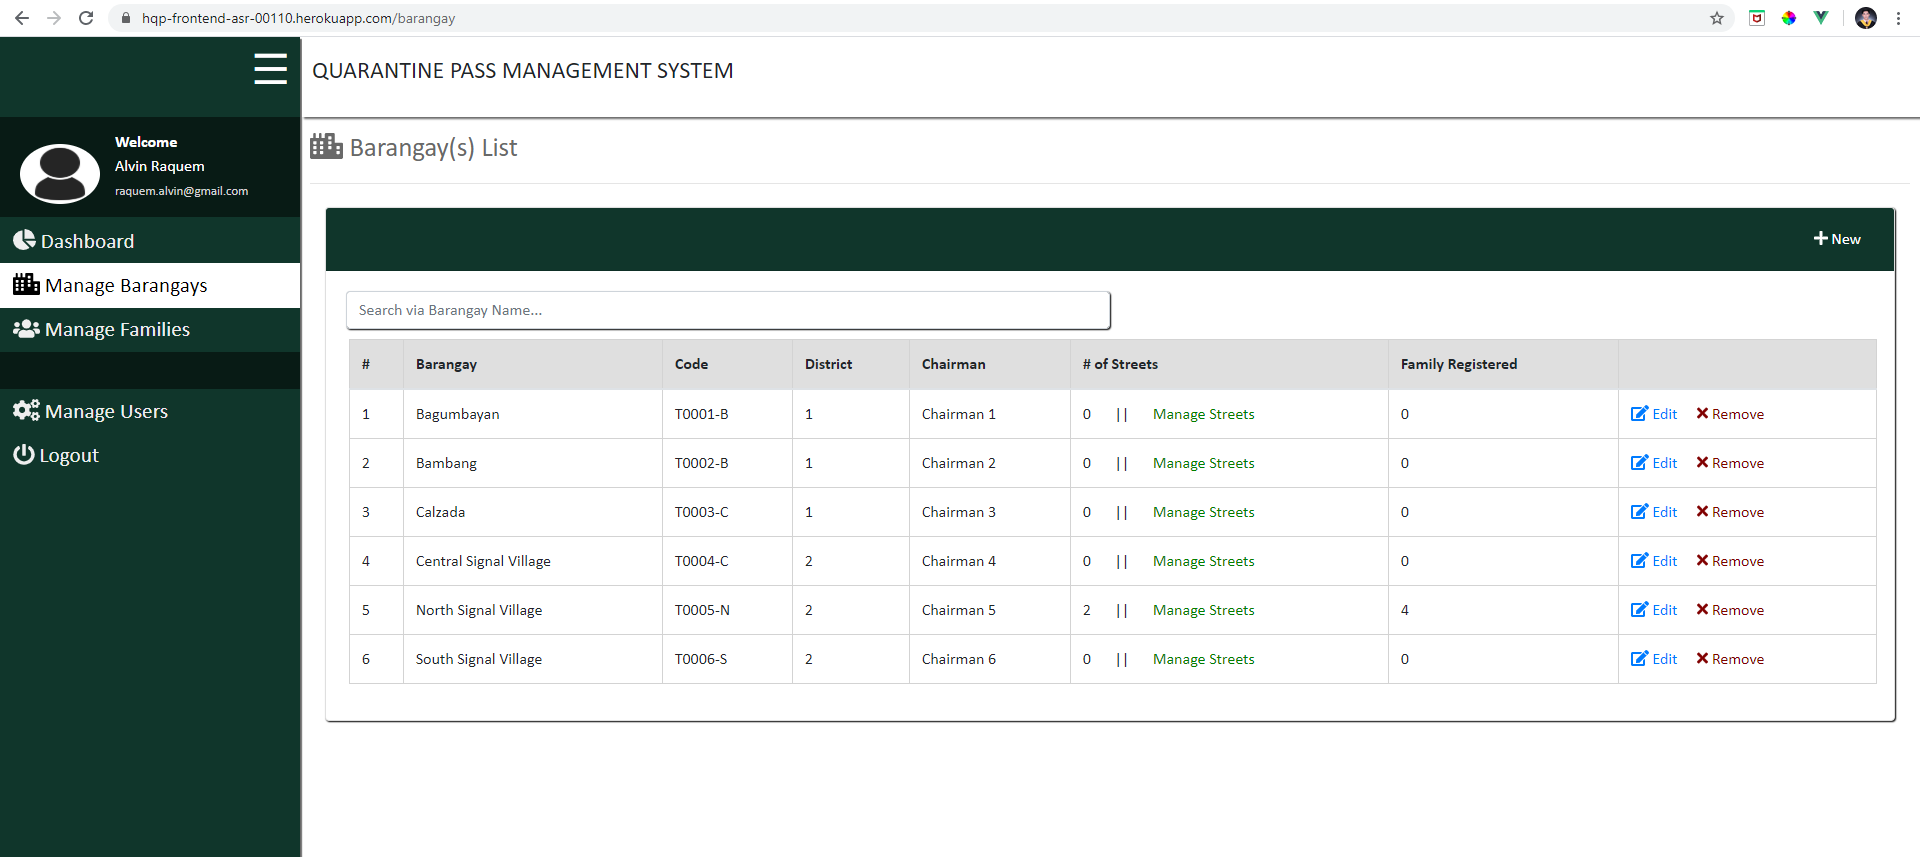 hqp-frontend-asr-00110.herokuapp.com/barangay
QUARANTINE PASS MANAGEMENT SYSTEM
Welcome
Alvin Raquem
raquem.alvin@gmail.com
Dashboard
Manage Barangays
Manage Families
Manage Users
Logout
Barangay(s) List
New
Search via Barangay Name...
# Barangay Code District Chairman # of Streets Family Registered
1 Bagumbayan T0001-B 1 Chairman 1 0 || Manage Streets 0 Edit Remove
2 Bambang T0002-B 1 Chairman 2 0 || Manage Streets 0 Edit Remove
3 Calzada T0003-C 1 Chairman 3 0 || Manage Streets 0 Edit Remove
4 Central Signal Village T0004-C 2 Chairman 4 0 || Manage Streets 0 Edit Remove
5 North Signal Village T0005-N 2 Chairman 5 2 || Manage Streets 4 Edit Remove
6 South Signal Village T0006-S 2 Chairman 6 0 || Manage Streets 0 Edit Remove